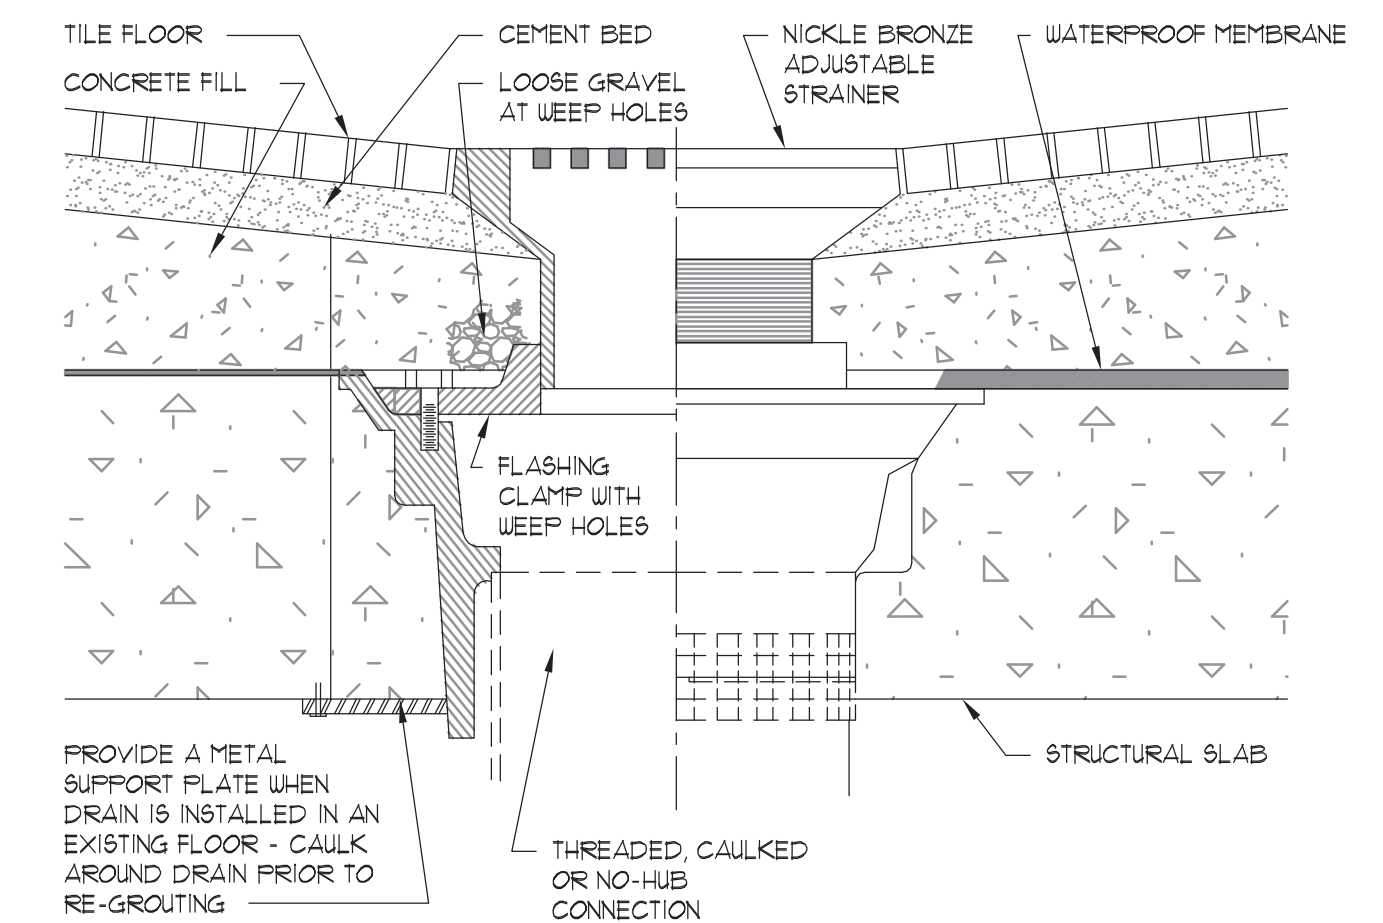 TILE FLOOR
CONCRETE FILL
CEMENT BED
LOOSE GRAVEL
AT WEEP HOLES
NICKLE BRONZE
ADJUSTABLE
STRAINER
WATERPROOF MEMBRANE
FLASHING
CLAMP WITH
WEEP HOLES
PROVIDE A METAL
SUPPORT PLATE WHEN
DRAIN IS INSTALLED IN AN
EXISTING FLOOR - CAULK
AROUND DRAIN PRIOR TO
RE-GROUTING
THREADED, CAULKED
OR NO-HUB
CONNECTION
STRUCTURAL SLAB